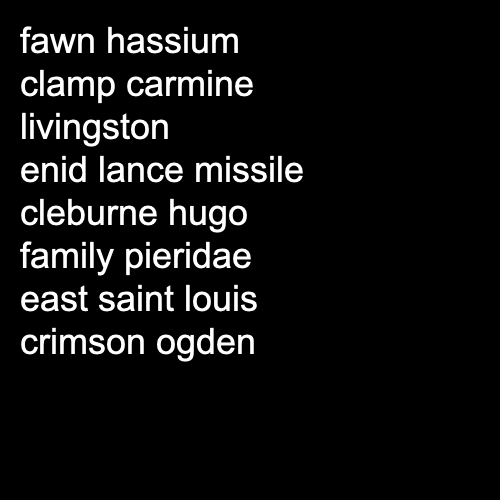 fawn hassium
clamp carmine
livingston
enid lance missile
cleburne hugo
family pieridae
east saint louis
crimson ogden